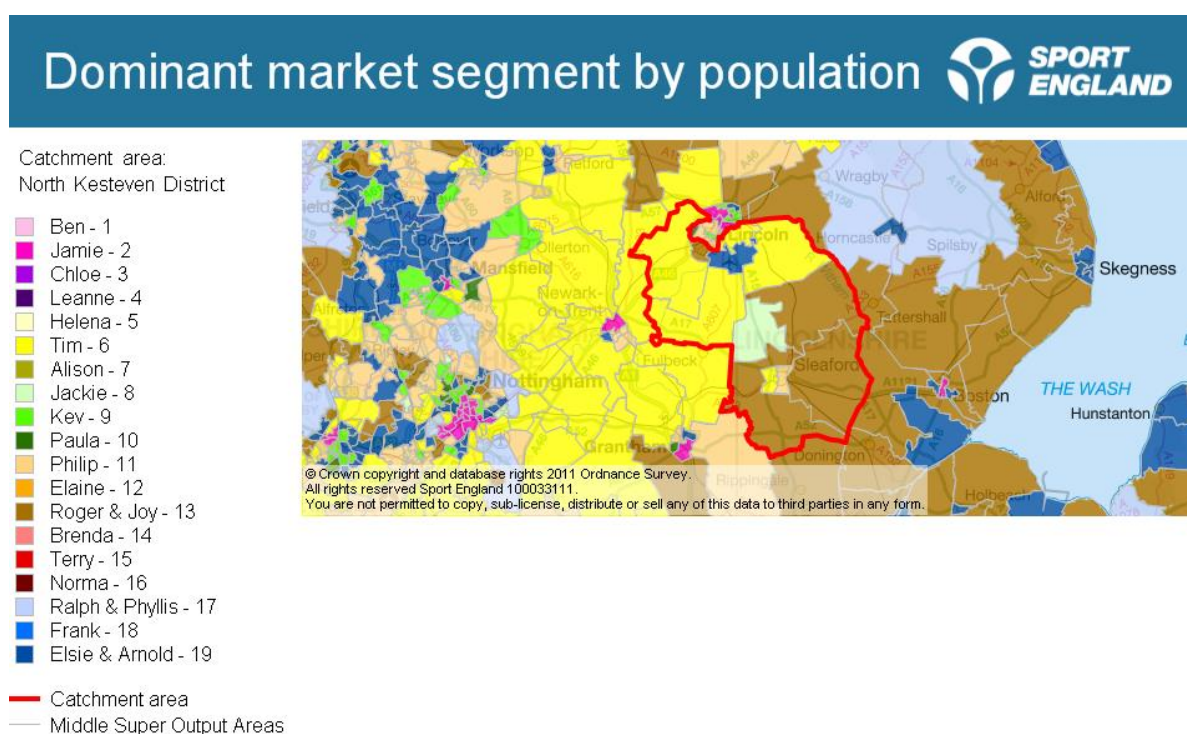 Dominant market segment by population
SPORT
ENGLAND
Catchment area:
North Kesteven District
Ben - 1
Jamie - 2
Chloe - 3
Leanne - 4
Helena - 5
Tim - 6
Alison - 7
Jackie - 8
Kev - 9
Paula - 10
Philip - 11
Elaine - 12
Roger & Joy - 13
Brenda - 14
Terry - 15
Norma - 16
Ralph & Phyllis - 17
Frank - 18
Elsie & Arnold - 19
Catchment area
Middle Super Output Areas
Retford
Wragby
Alford
Lincoln
Horncastle
Spilsby
Skegness
Ollerton
Mansfield
Tattershall
Fulbeck
Sleaford
Nottingham
Boston
THE WASH
Hunstanton
Grantham
Donington
Rippingale
Holbeach
© Crown copyright and database rights 2011 Ordnance Survey.
All rights reserved Sport England 100033111.
You are not permitted to copy, sub-license, distribute or sell any of this data to third parties in any form.